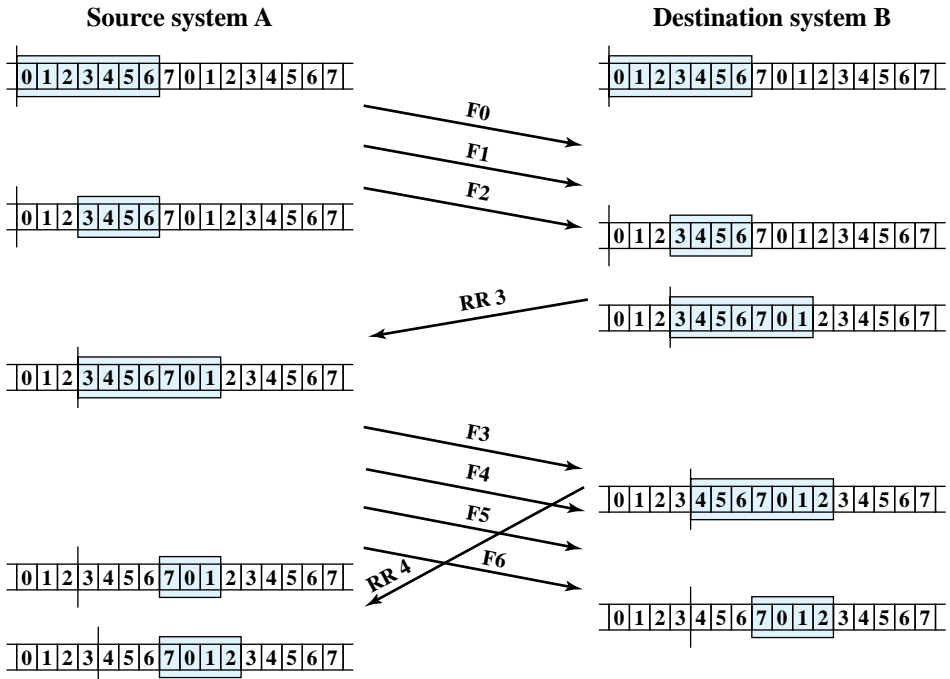 Source system A
Destination system B
0 1 2 3 4 5 6 7 0 1 2 3 4 5 6 7
0 1 2 3 4 5 6 7 0 1 2 3 4 5 6 7
F0
F1
F2
0 1 2 3 4 5 6 7 0 1 2 3 4 5 6 7
0 1 2 3 4 5 6 7 0 1 2 3 4 5 6 7
RR 3
0 1 2 3 4 5 6 7 0 1 2 3 4 5 6 7
0 1 2 3 4 5 6 7 0 1 2 3 4 5 6 7
F3
F4
F5
F6
0 1 2 3 4 5 6 7 0 1 2 3 4 5 6 7
RR 4
0 1 2 3 4 5 6 7 0 1 2 3 4 5 6 7
0 1 2 3 4 5 6 7 0 1 2 3 4 5 6 7
0 1 2 3 4 5 6 7 0 1 2 3 4 5 6 7